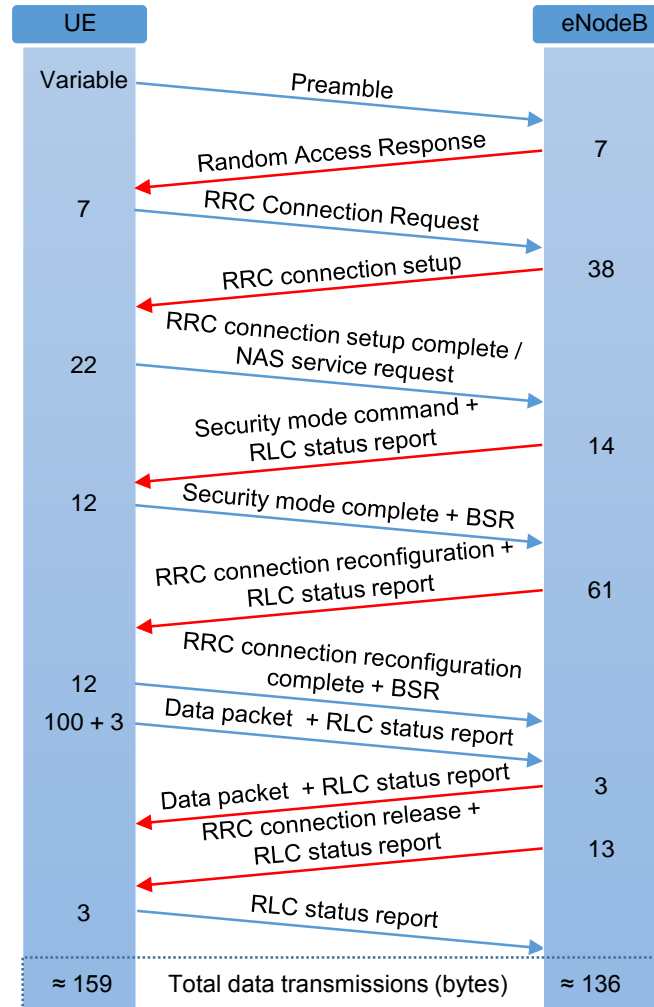 UE
eNodeB
Variable
Preamble
Random Access Response
7
7
RRC Connection Request
RRC connection setup
38
RRC connection setup complete /
NAS service request
22
Security mode command +
RLC status report
14
12
Security mode complete + BSR
RRC connection reconfiguration +
RLC status report
61
RRC connection reconfiguration
complete + BSR
12
100 + 3
Data packet + RLC status report
Data packet + RLC status report
3
RRC connection release +
RLC status report
13
3
RLC status report
≈ 159
Total data transmissions (bytes)
≈ 136